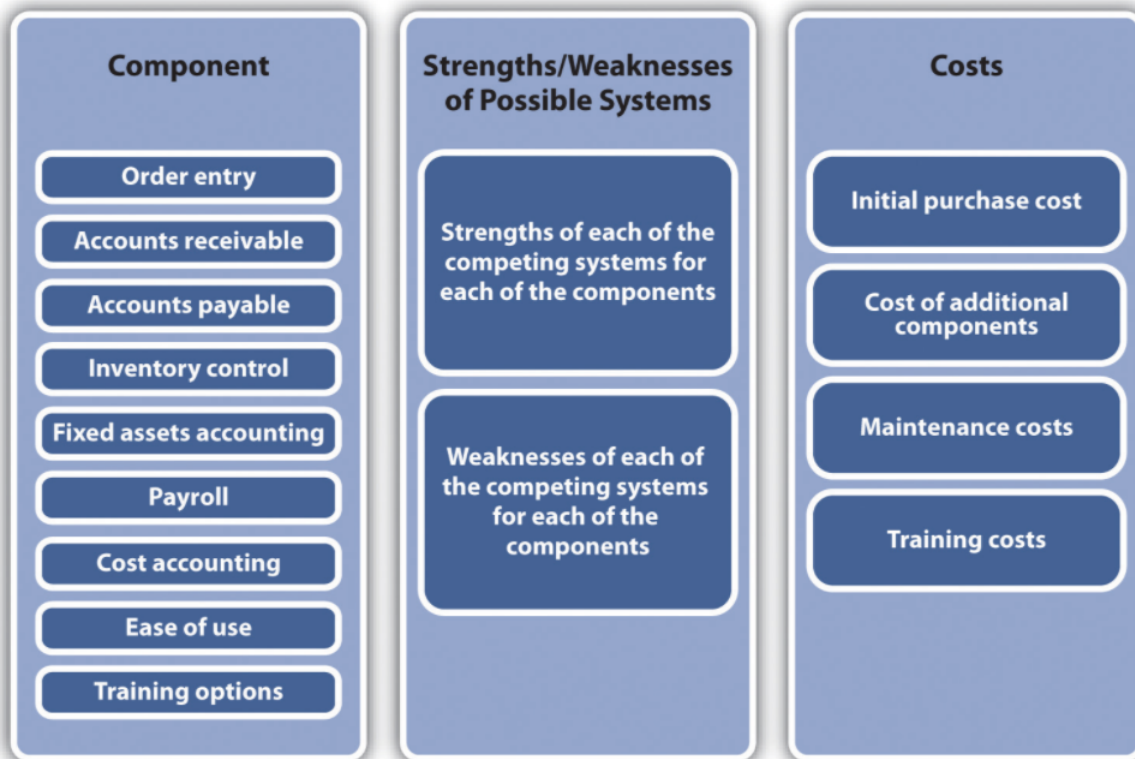 Component
Order entry
Accounts receivable
Accounts payable
Inventory control
Fixed assets accounting
Payroll
Cost accounting
Ease of use
Training options
Strengths/Weaknesses
of Possible Systems
Strengths of each of the
competing systems for
each of the components
Weaknesses of each of
the competing systems
for each of the
components
Costs
Initial purchase cost
Cost of additional
components
Maintenance costs
Training costs